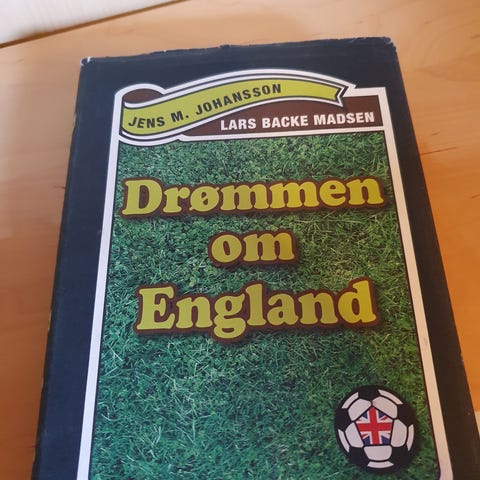 JENS M. JOHANSSON
LARS BACKE MADSEN
Drømmen
om
England